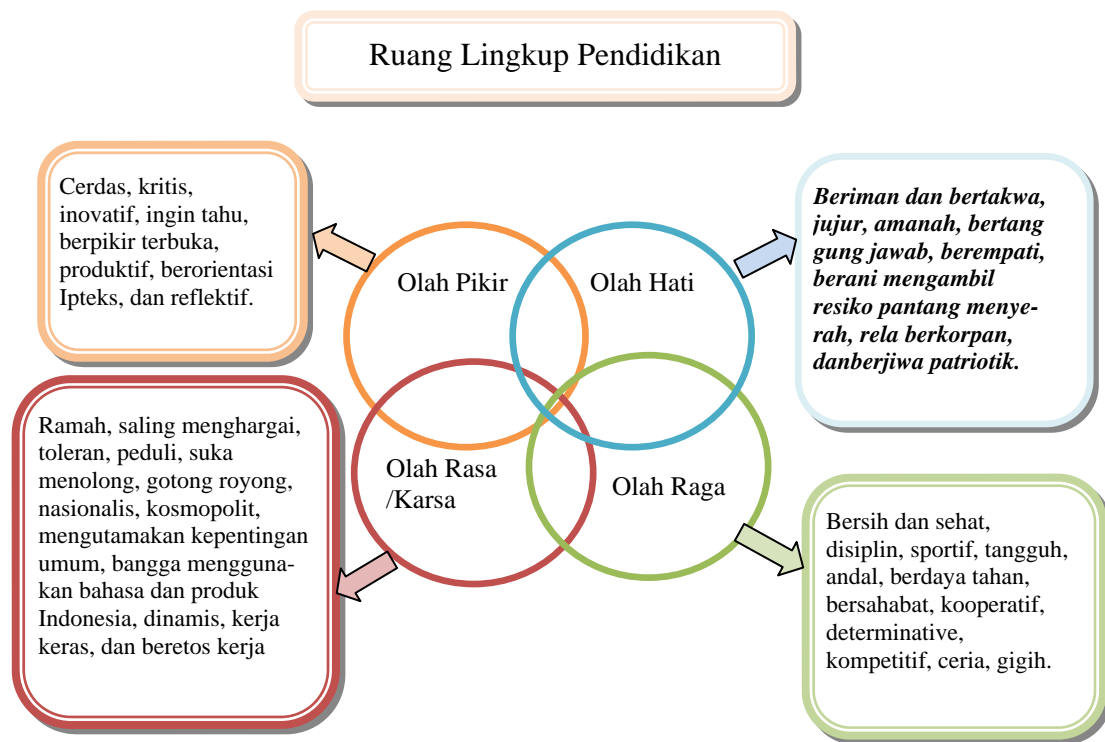 Ruang Lingkup Pendidikan
Cerdas, kritis,
inovatif, ingin tahu,
berpikir terbuka,
produktif, berorientasi
Ipteks, dan reflektif.
Olah Pikir
Olah Hati
Beriman dan bertakwa,
jujur, amanah, bertang
gung jawab, berempati,
berani mengambil
resiko pantang menye-
rah, rela berkorpan,
danberjiwa patriotik.
Ramah, saling menghargai,
toleran, peduli, suka
menolong, gotong royong,
nasionalis, kosmopolit,
mengutamakan kepentingan
umum, bangga mengguna-
kan bahasa dan produk
Indonesia, dinamis, kerja
keras, dan beretos kerja
Olah Rasa
/Karsa
Olah Raga
Bersih dan sehat,
disiplin, sportif, tangguh,
andal, berdaya tahan,
bersahabat, kooperatif,
determinative,
kompetitif, ceria, gigih.